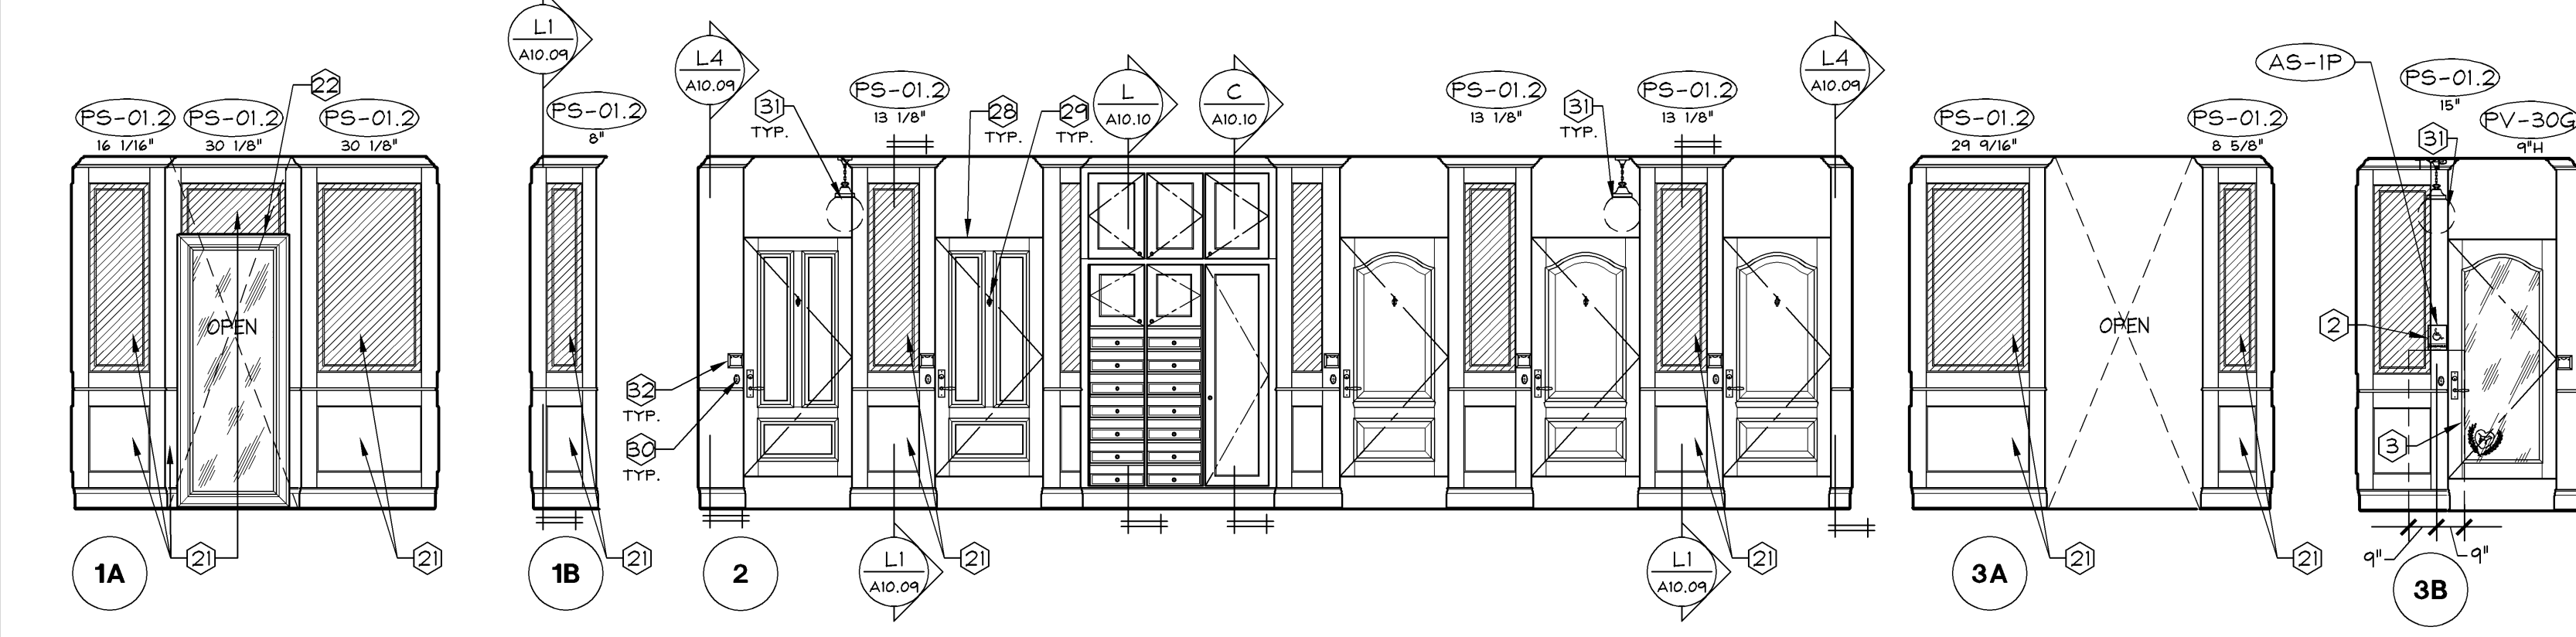 22
PS-01.2
16 1/16"
PS-01.2
30 1/8"
PS-01.2
30 1/8"
OPEN
21
21
1A
L1
A10.09
PS-01.2
8"
21
1B
L4
A10.09
31
TYP.
PS-01.2
13 1/8"
28
TYP.
29
TYP.
L
A10.10
C
A10.10
PS-01.2
13 1/8"
31
TYP.
PS-01.2
13 1/8"
L4
A10.09
32
TYP.
30
TYP.
2
L1
A10.09
21
L1
A10.09
21
PS-01.2
29 9/16"
PS-01.2
8 5/8"
OPEN
21
21
3A
AS-1P
PS-01.2
15"
31
PV-30G
9"H
2
3
9"
9"
3B